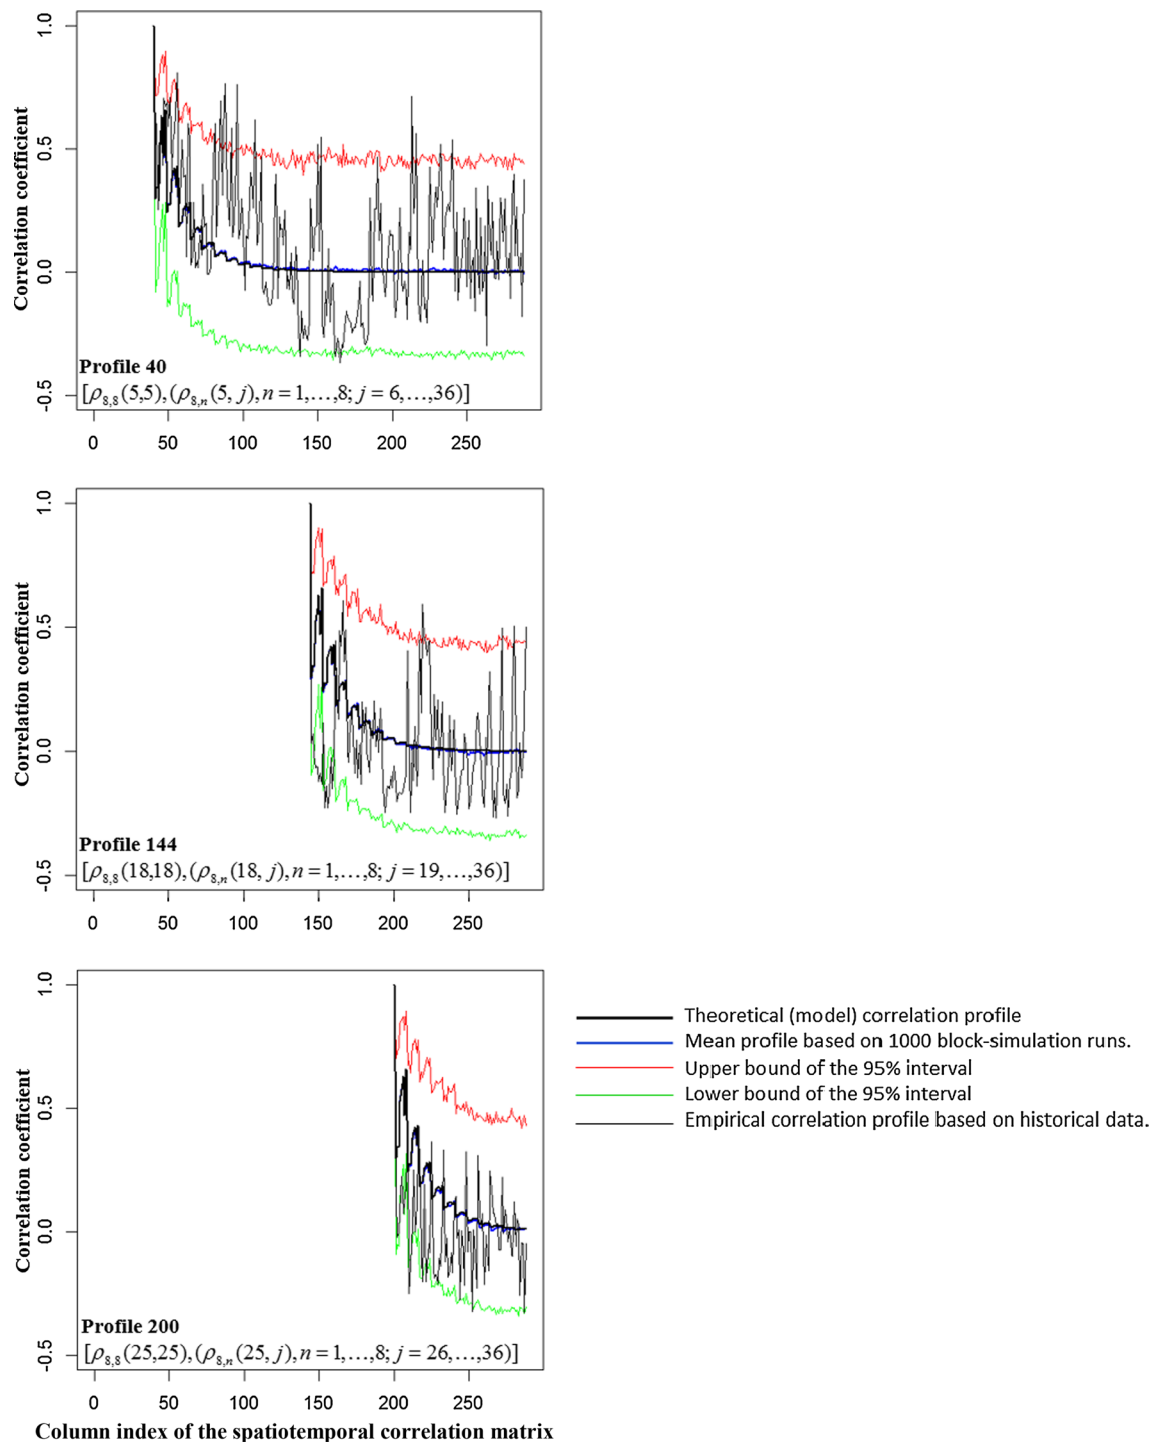 1.0
0.5
0.0
-0.5
Correlation coefficient
Profile 40
[ρ8,8(5,5),(ρ8,n(5, j),n = 1,…,8; j = 6,…,36)]
0 50 100 150 200 250
1.0
0.5
0.0
-0.5
Correlation coefficient
Profile 144
[ρ8,8(18,18),(ρ8,n(18, j),n = 1,…,8; j = 19,…,36)]
0 50 100 150 200 250
1.0
0.5
0.0
-0.5
Correlation coefficient
Profile 200
[ρ8,8(25,25),(ρ8,n(25, j),n = 1,…,8; j = 26,…,36)]
0 50 100 150 200 250
Column index of the spatiotemporal correlation matrix
Theoretical (model) correlation profile
Mean profile based on 1000 block-simulation runs.
Upper bound of the 95% interval
Lower bound of the 95% interval
Empirical correlation profile based on historical data.